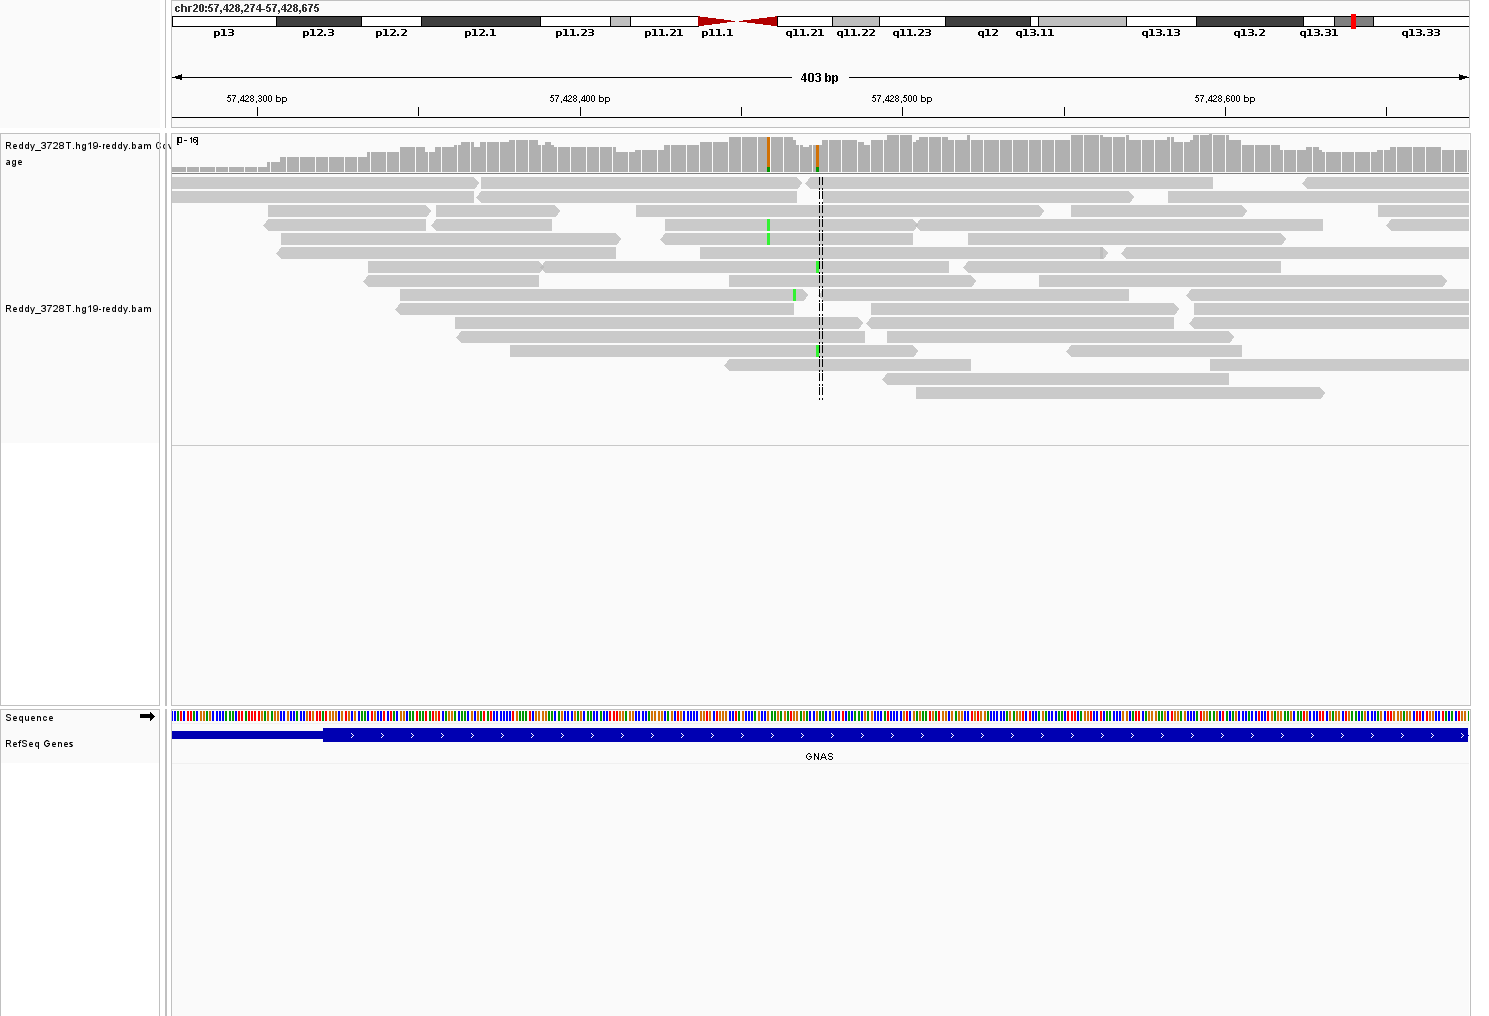 chr20:57,428,274-57,428,675
p13 p12.3 p12.2 p12.1 p11.23 p11.21 p11.1 q11.21 q11.22 q11.23 q12 q13.11 q13.13 q13.2 q13.31 q13.33
403 bp
57,428,300 bp 57,428,400 bp 57,428,500 bp 57,428,600 bp
[0 - 16]
Reddy_3728T.hg19-reddy.bam Cov
age
Reddy_3728T.hg19-reddy.bam
Sequence
RefSeq Genes
GNAS